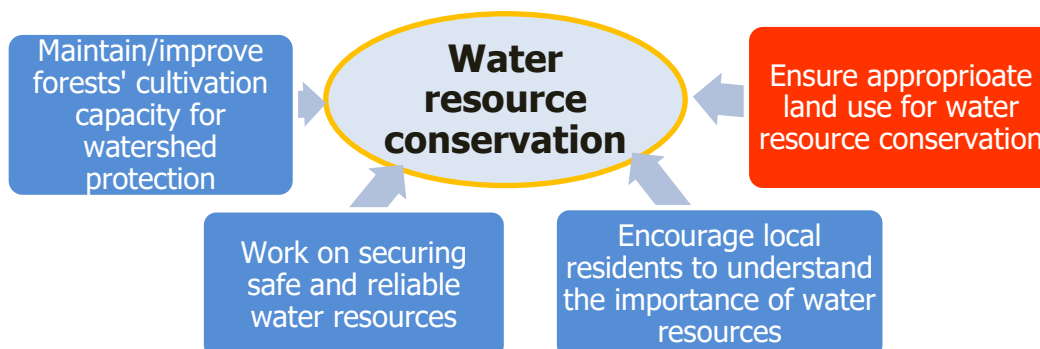 Maintain/improve
forests' cultivation
capacity for
watershed
protection
Water
resource
conservation
Ensure approprioate
land use for water
resource conservation
Work on securing
safe and reliable
water resources
Encourage local
residents to understand
the importance of water
resources